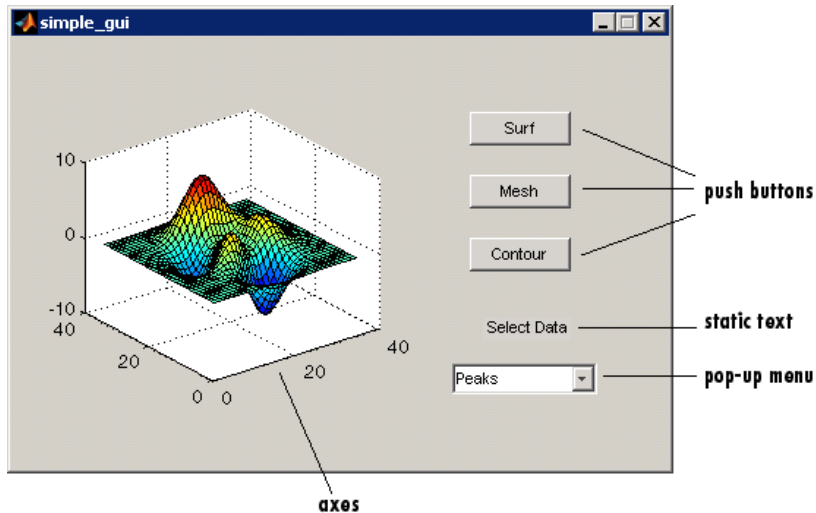 simple_gui
Surf
Mesh
Contour
Select Data
Peaks
push buttons
static text
pop-up menu
10
0
-10
40
20
0
0
20
40
axes